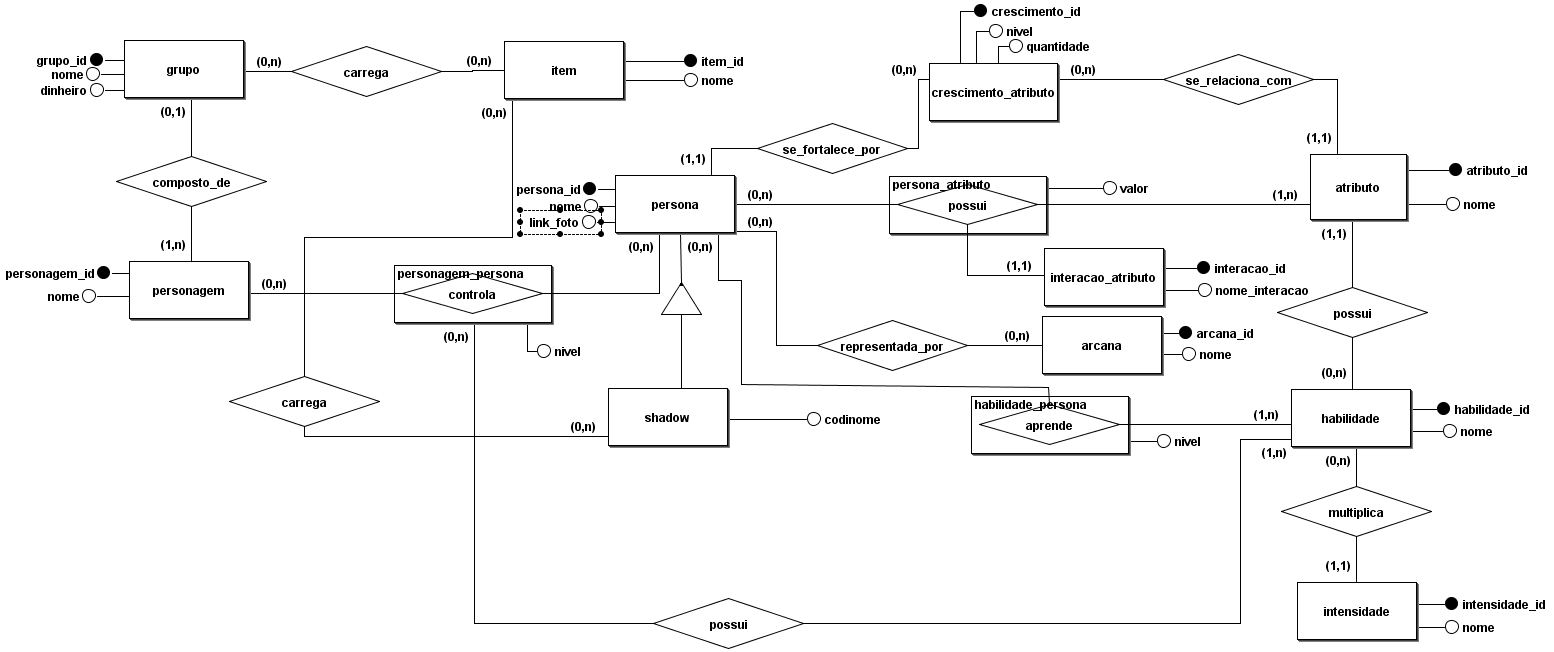 crescimento_id
nivel
quantidade
grupo_id
nome
dinheiro
grupo
(0,n)
carrega
(0,n)
item
item_id
nome
(0,n)
crescimento_atributo
(0,n)
se_relaciona_com
(0,1)
(0,n)
(1,1)
se_fortalece_por
(1,1)
composto_de
persona_id
nome
link_foto
persona
(0,n)
persona_atributo
possui
valor
(1,n)
atributo
atributo_id
nome
(0,n)
(1,n)
(0,n)
(0,n)
(1,1)
personagem_id
nome
personagem
(0,n)
personagem_persona
controla
(1,1)
interacao_atributo
interacao_id
nome_interacao
possui
(0,n)
nivel
representada_por
(0,n)
arcana
arcana_id
nome
(0,n)
carrega
shadow
codinome
(0,n)
habilidade_persona
aprende
nivel
(1,n)
habilidade
habilidade_id
nome
(1,n)
(0,n)
multiplica
(1,1)
intensidade
intensidade_id
nome
possui